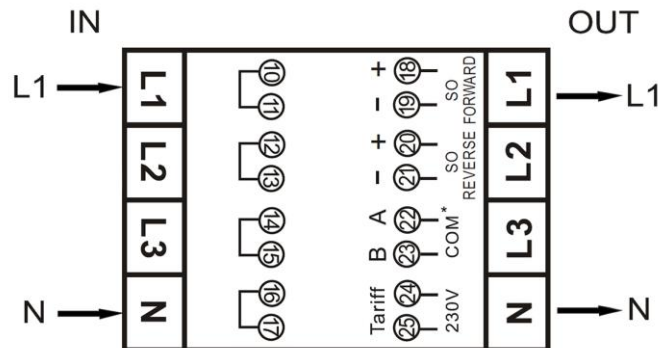 IN
OUT
L1
L1
L2
L3
N
N
10
11
12
13
14
15
16
17
+ 18
- 19
SO
FORWARD
+ 20
- 21
SO
REVERSE
A 22
B 23
COM*
Tariff 24
25
230V
L1
L2
L3
N
L1
N